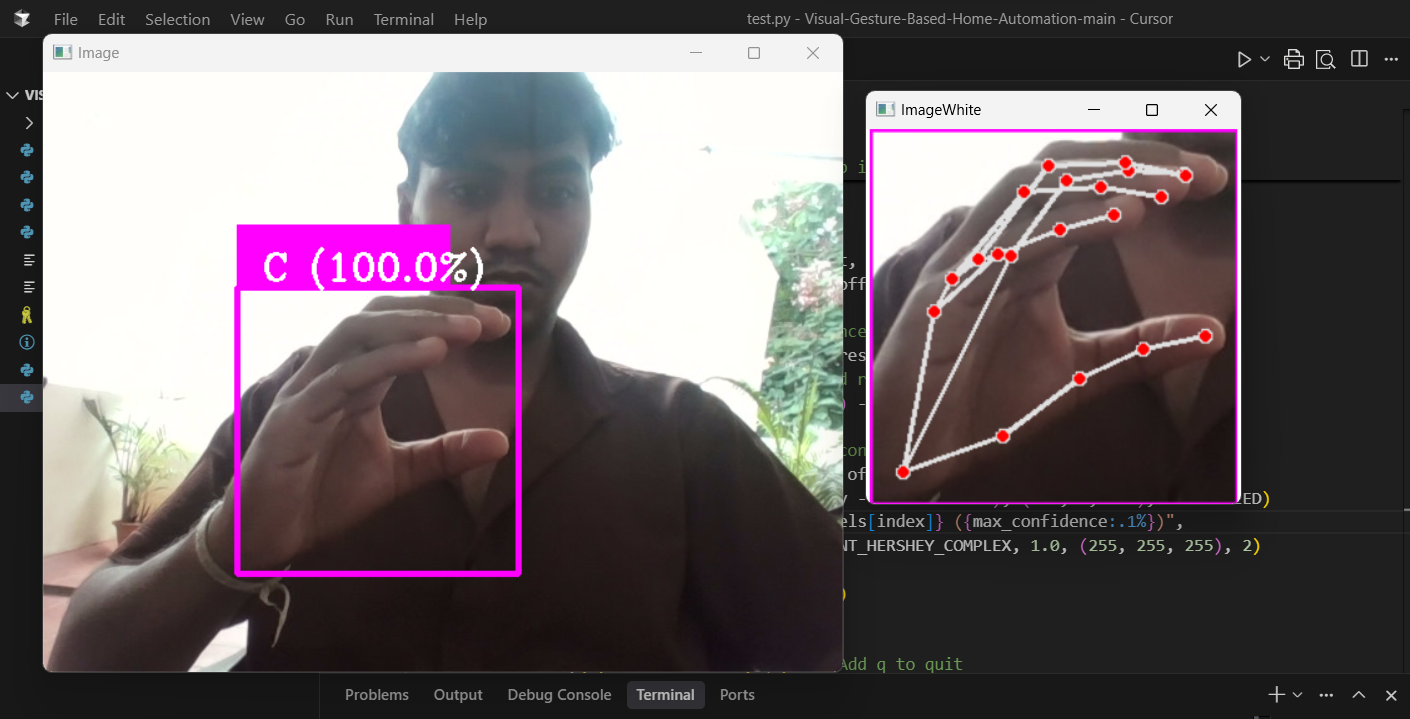 File Edit Selection View Go Run Terminal Help
test.py - Visual-Gesture-Based-Home-Automation-main - Cursor
Image
VIS
C (100.0%)
ImageWhite
ED)
els[index]} ({max_confidence:.1%})",
NT_HERSHEY_COMPLEX, 1.0, (255, 255, 255), 2)
)
Add q to quit
Problems Output Debug Console Terminal Ports